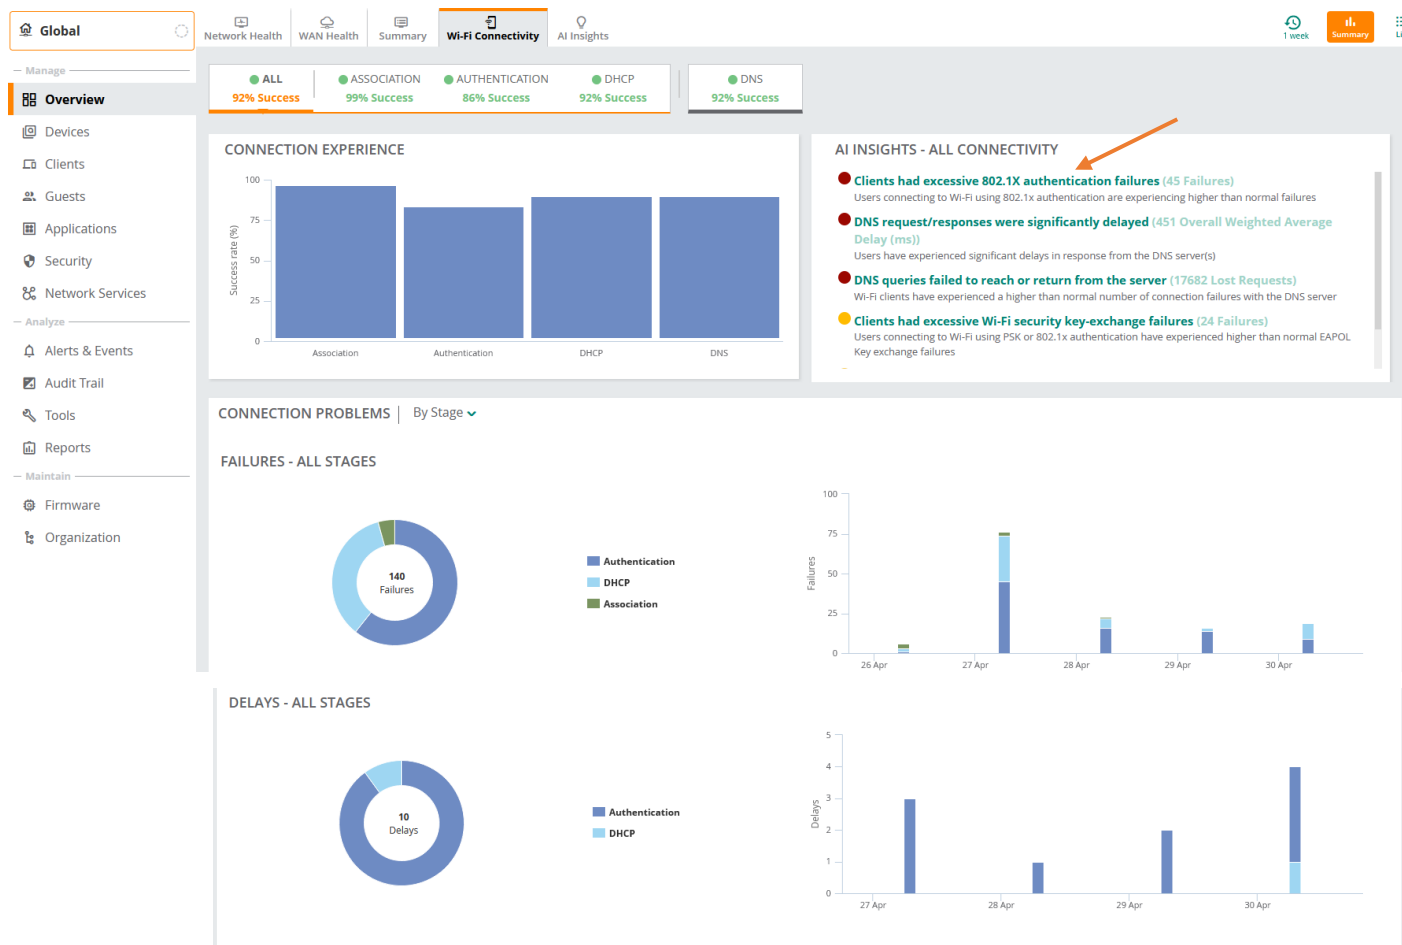 Global
Network Health
WAN Health
Summary
Wi-Fi Connectivity
AI Insights
1 week
Summary
Manage
Overview
Devices
Clients
Guests
Applications
Security
Network Services
Analyze
Alerts & Events
Audit Trail
Tools
Reports
Maintain
Firmware
Organization
ALL
92% Success
ASSOCIATION
99% Success
AUTHENTICATION
86% Success
DHCP
92% Success
DNS
92% Success
CONNECTION EXPERIENCE
100
75
50
25
0
Success rate (%)
Association
Authentication
DHCP
DNS
AI INSIGHTS - ALL CONNECTIVITY
Clients had excessive 802.1X authentication failures (45 Failures)
Users connecting to Wi-Fi using 802.1x authentication are experiencing higher than normal failures
DNS request/responses were significantly delayed (451 Overall Weighted Average
Delay (ms))
Users have experienced significant delays in response from the DNS server(s)
DNS queries failed to reach or return from the server (17682 Lost Requests)
Wi-Fi clients have experienced a higher than normal number of connection failures with the DNS server
Clients had excessive Wi-Fi security key-exchange failures (24 Failures)
Users connecting to Wi-Fi using PSK or 802.1x authentication have experienced higher than normal EAPOL
Key exchange failures
CONNECTION PROBLEMS | By Stage
FAILURES - ALL STAGES
140
Failures
Authentication
DHCP
Association
100
75
50
25
0
Failures
26 Apr
27 Apr
28 Apr
29 Apr
30 Apr
DELAYS - ALL STAGES
10
Delays
Authentication
DHCP
5
4
3
2
1
0
Delays
27 Apr
28 Apr
29 Apr
30 Apr